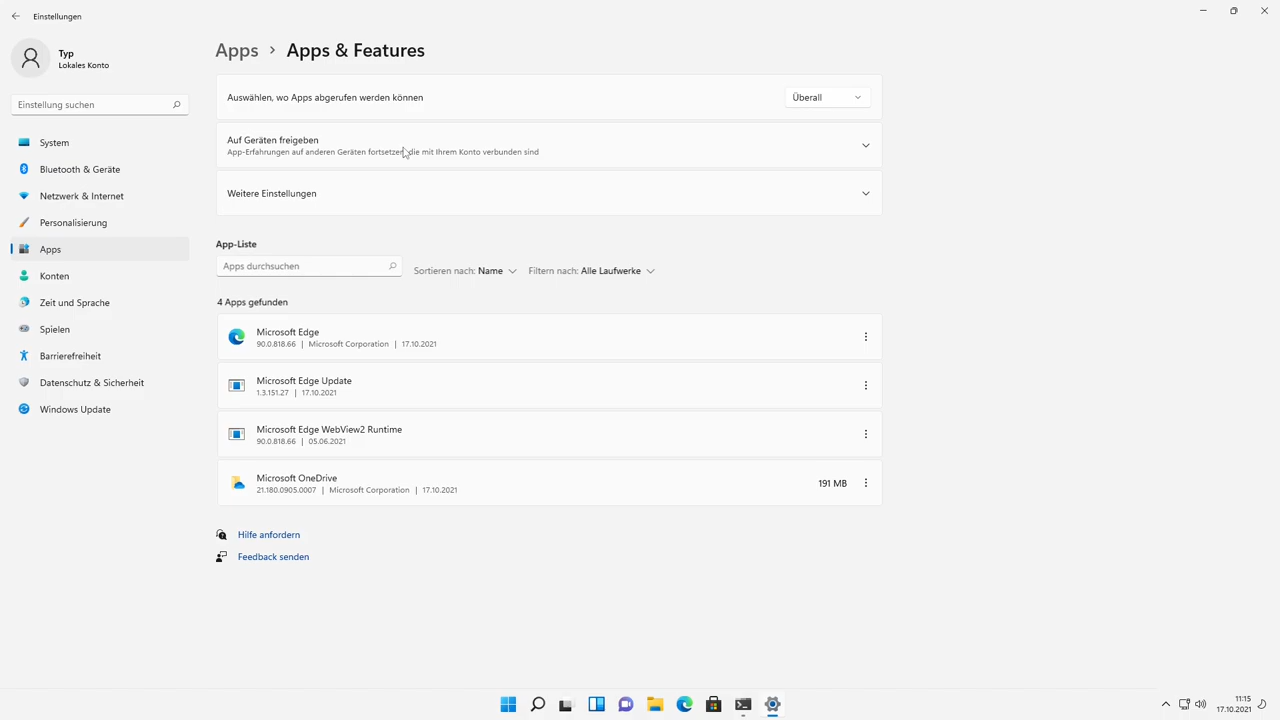 Einstellungen
Typ
Lokales Konto
Einstellung suchen
System
Bluetooth & Geräte
Netzwerk & Internet
Personalisierung
Apps
Konten
Zeit und Sprache
Spielen
Barrierefreiheit
Datenschutz & Sicherheit
Windows Update
Apps > Apps & Features
Auswählen, wo Apps abgerufen werden können
Überall
Auf Geräten freigeben
App-Erfahrungen auf anderen Geräten fortsetzen, die mit Ihrem Konto verbunden sind
Weitere Einstellungen
App-Liste
Apps durchsuchen
Sortieren nach: Name
Filtern nach: Alle Laufwerke
4 Apps gefunden
Microsoft Edge
90.0.818.66 | Microsoft Corporation | 17.10.2021
Microsoft Edge Update
1.3.151.27 | 17.10.2021
Microsoft Edge WebView2 Runtime
90.0.818.66 | 05.06.2021
Microsoft OneDrive
21.180.0905.0007 | Microsoft Corporation | 17.10.2021
191 MB
Hilfe anfordern
Feedback senden
11:15
17.10.2021